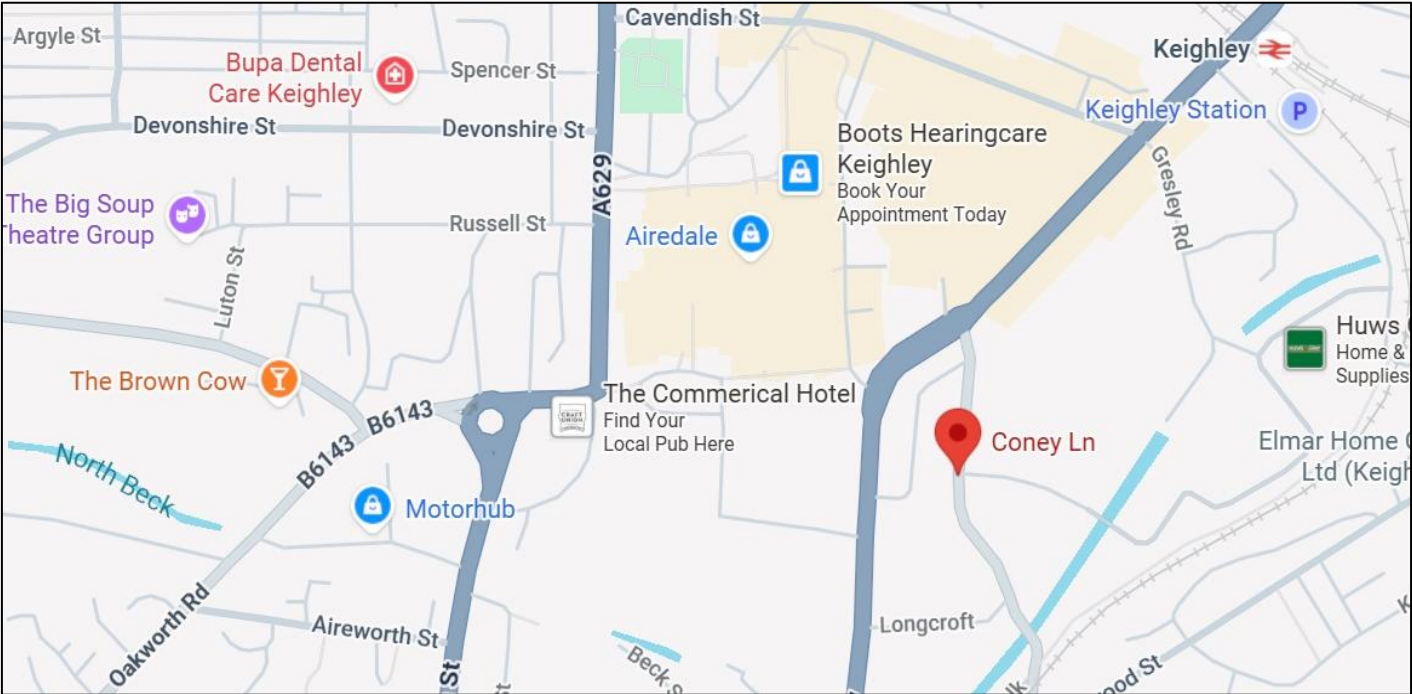 Cavendish St
Argyle St
Keighley
Bupa Dental
Care Keighley
Spencer St
Keighley Station
P
Devonshire St
Devonshire St
Boots Hearingcare
Keighley
Book Your
Appointment Today
A629
Gresley Rd
The Big Soup
Theatre Group
Russell St
Airedale
Luton St
Huws
Home &
Supplies
The Brown Cow
The Commerical Hotel
Find Your
Local Pub Here
CRAFT
UNION
B6143
B6143
Coney Ln
Elmar Home
Ltd (Keigh
North Beck
Motorhub
Oakworth Rd
Aireworth St
Longcroft
Beck S
St
ood St